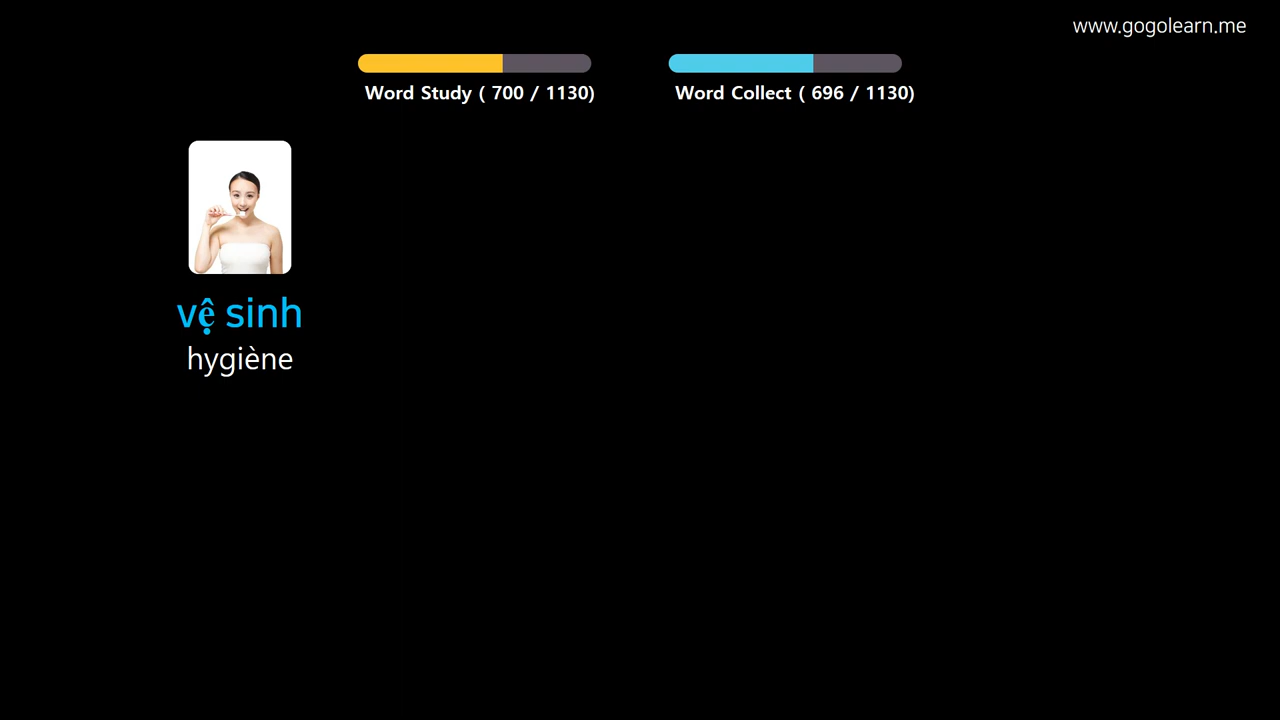 www.gogolearn.me
Word Study ( 700 / 1130)
Word Collect ( 696 / 1130)
vệ sinh
hygiène